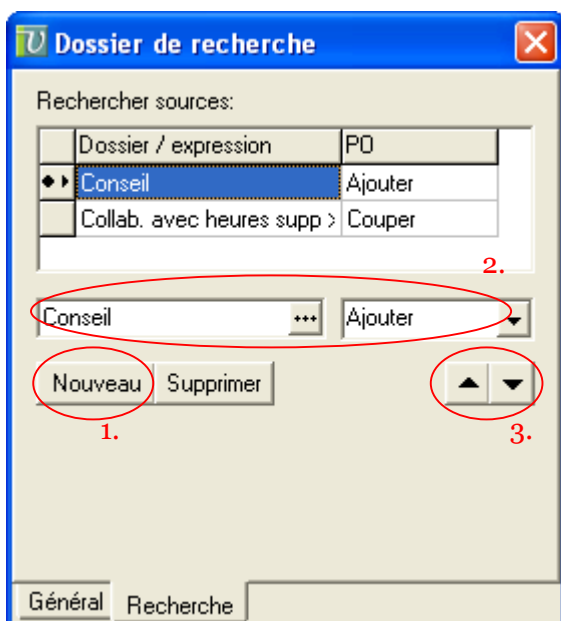 Dossier de recherche
Rechercher sources:
Dossier / expression PO
Conseil Ajouter
Collab. avec heures supp > Couper
2.
Conseil ... Ajouter
Nouveau Supprimer
1. 3.
Général Recherche